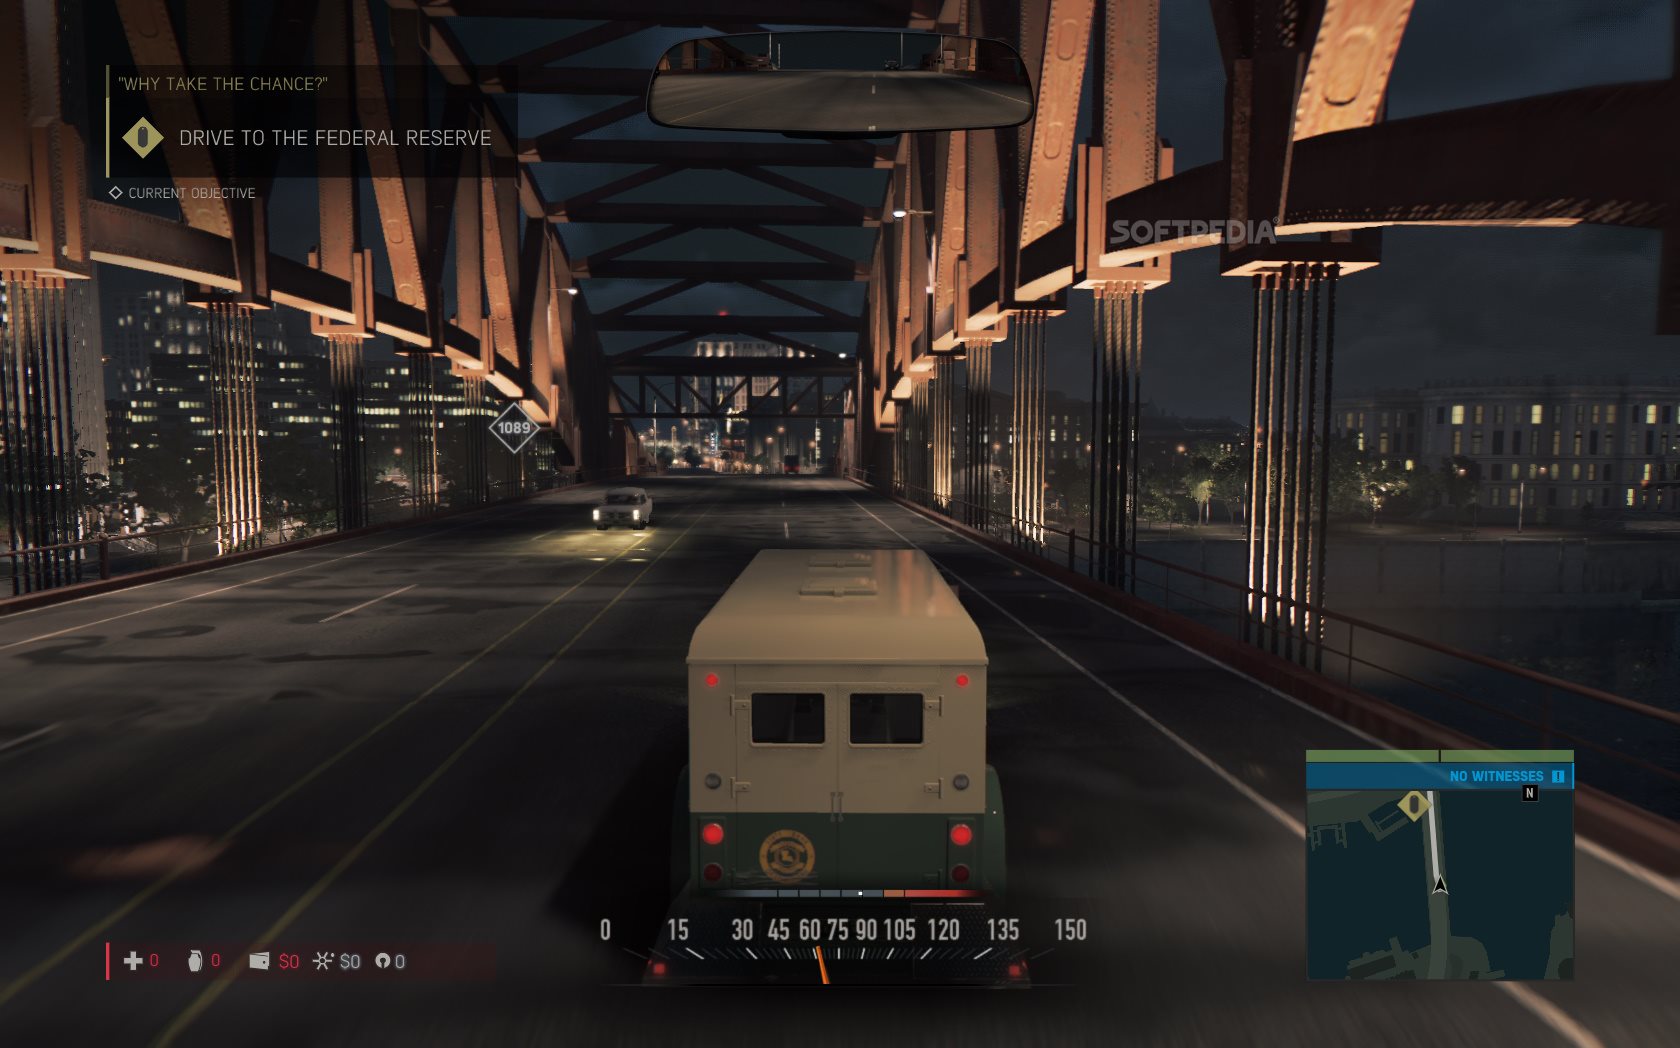 "WHY TAKE THE CHANCE?"
DRIVE TO THE FEDERAL RESERVE
CURRENT OBJECTIVE
SOFTPEDIA®
1089
NO WITNESSES !
N
0 15 30 45 60 75 90 105 120 135 150
0 0 $0 $0 0